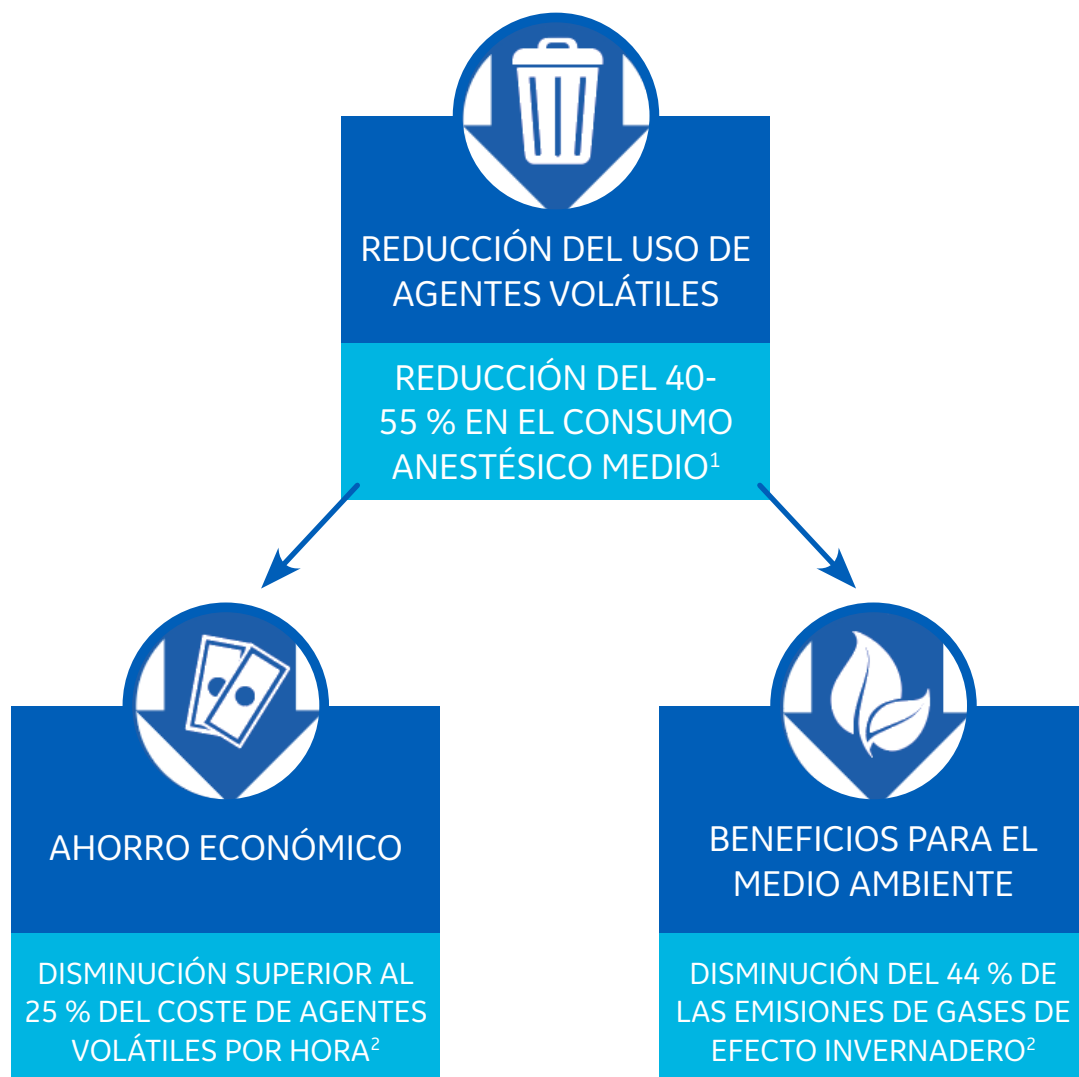 REDUCCIÓN DEL USO DE
AGENTES VOLÁTILES
REDUCCIÓN DEL 40-
55 % EN EL CONSUMO
ANESTÉSICO MEDIO¹
AHORRO ECONÓMICO
DISMINUCIÓN SUPERIOR AL
25 % DEL COSTE DE AGENTES
VOLÁTILES POR HORA²
BENEFICIOS PARA EL
MEDIO AMBIENTE
DISMINUCIÓN DEL 44 % DE
LAS EMISIONES DE GASES DE
EFECTO INVERNADERO²